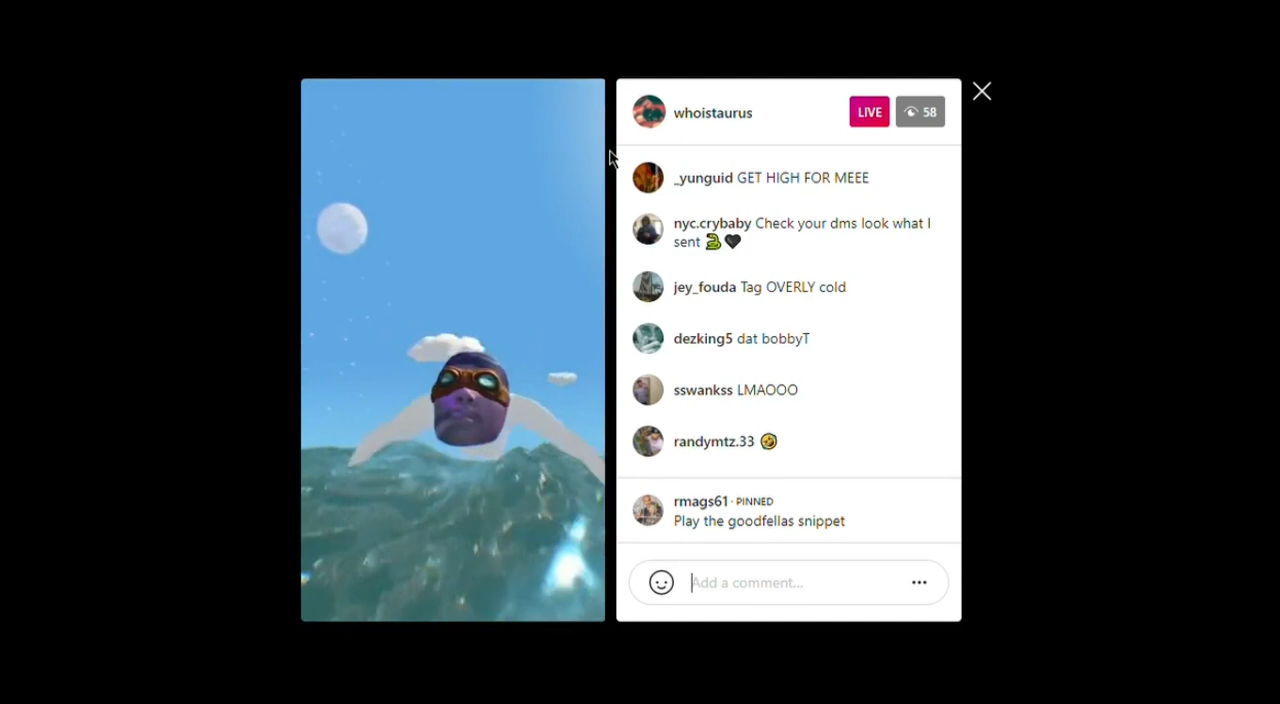 whoistaurus
LIVE
58
_yunguid GET HIGH FOR MEEE
nyc.crybaby Check your dms look what I
sent 🐍🖤
jey_fouda Tag OVERLY cold
dezking5 dat bobbyT
sswankss LMAOOO
randymtz.33 🤣
rmags61 · PINNED
Play the goodfellas snippet
Add a comment...